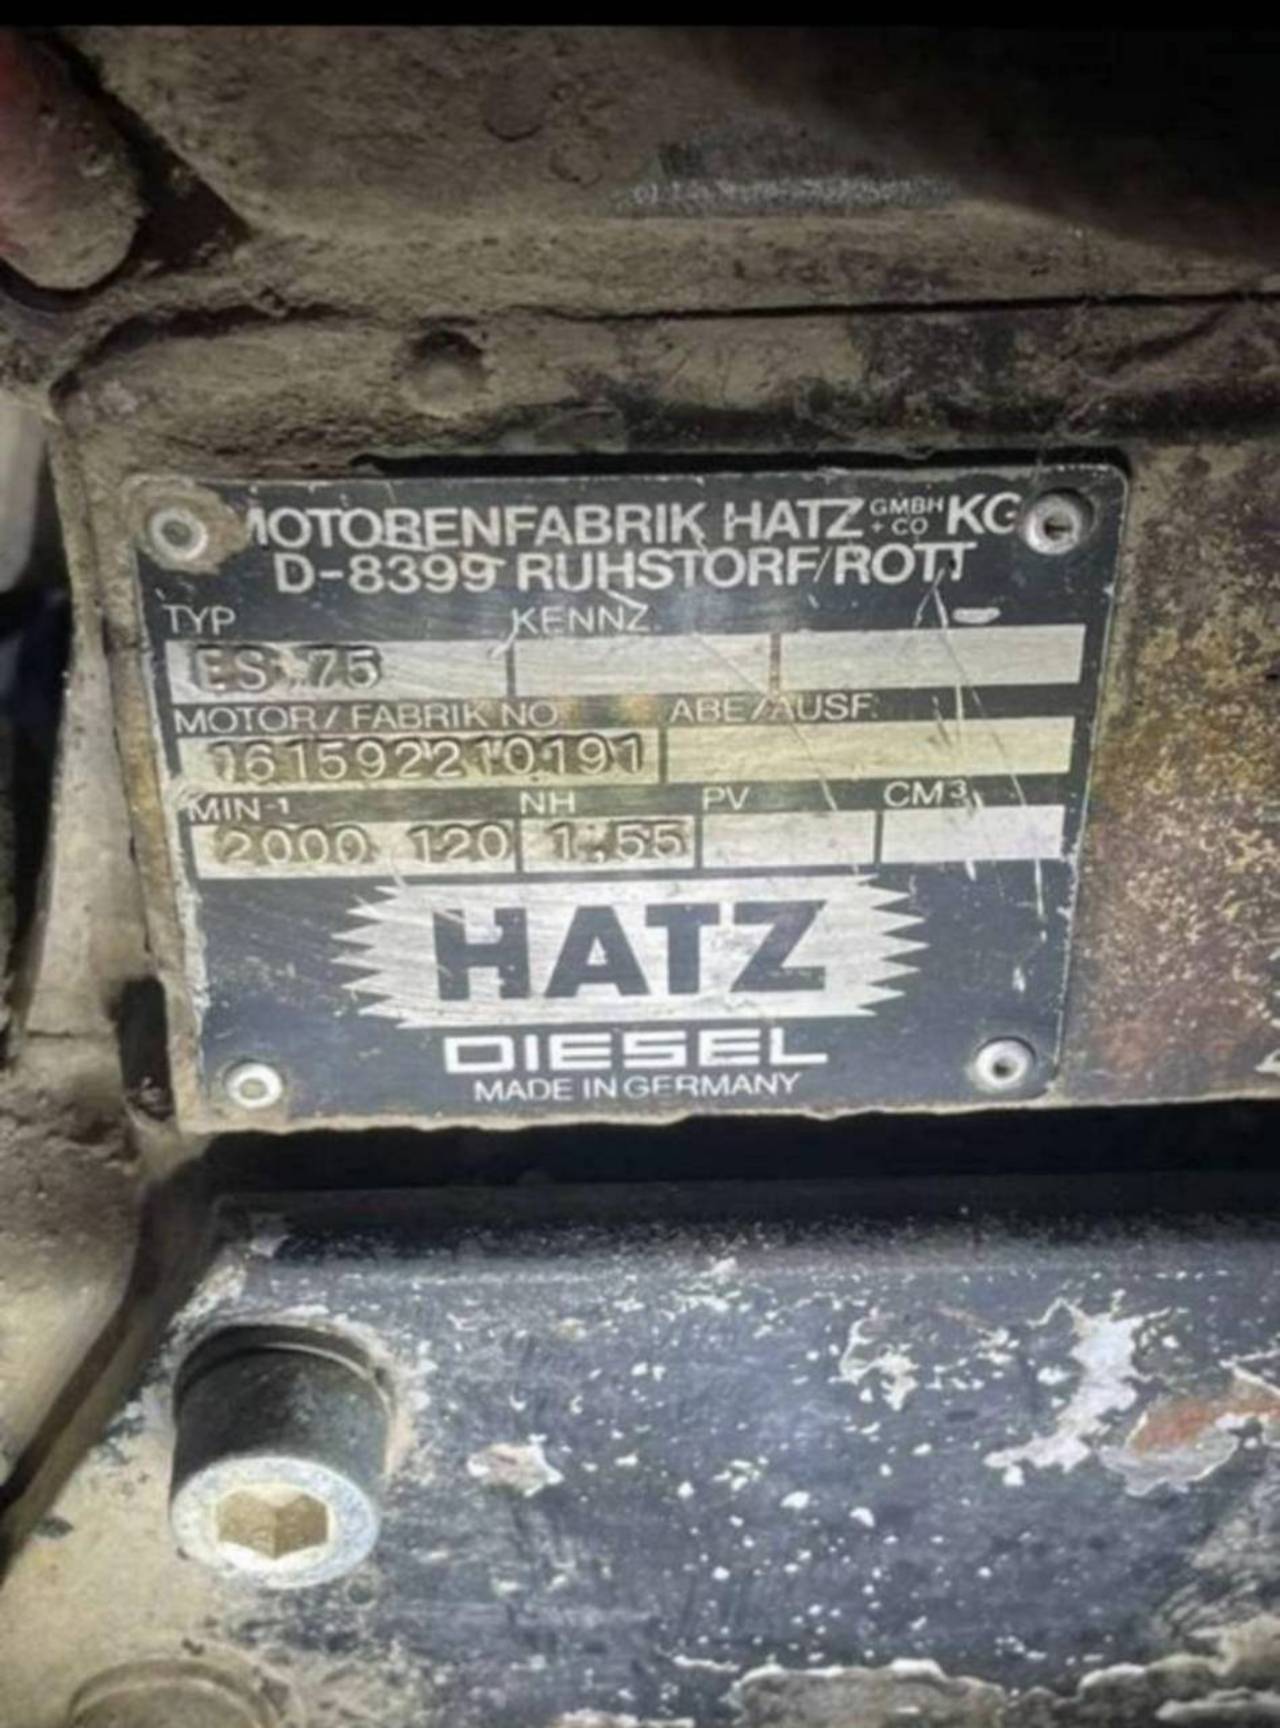 MOTORENFABRIK HATZ GMBH + CO KG
D-8399 RUHSTORF/ROTT
TYP KENNZ.
ES 75
MOTOR/FABRIK NO ABE/AUSF.
161592210191
MIN-1 NH PV CM3
2000 120 1,55
HATZ
DIESEL
MADE IN GERMANY